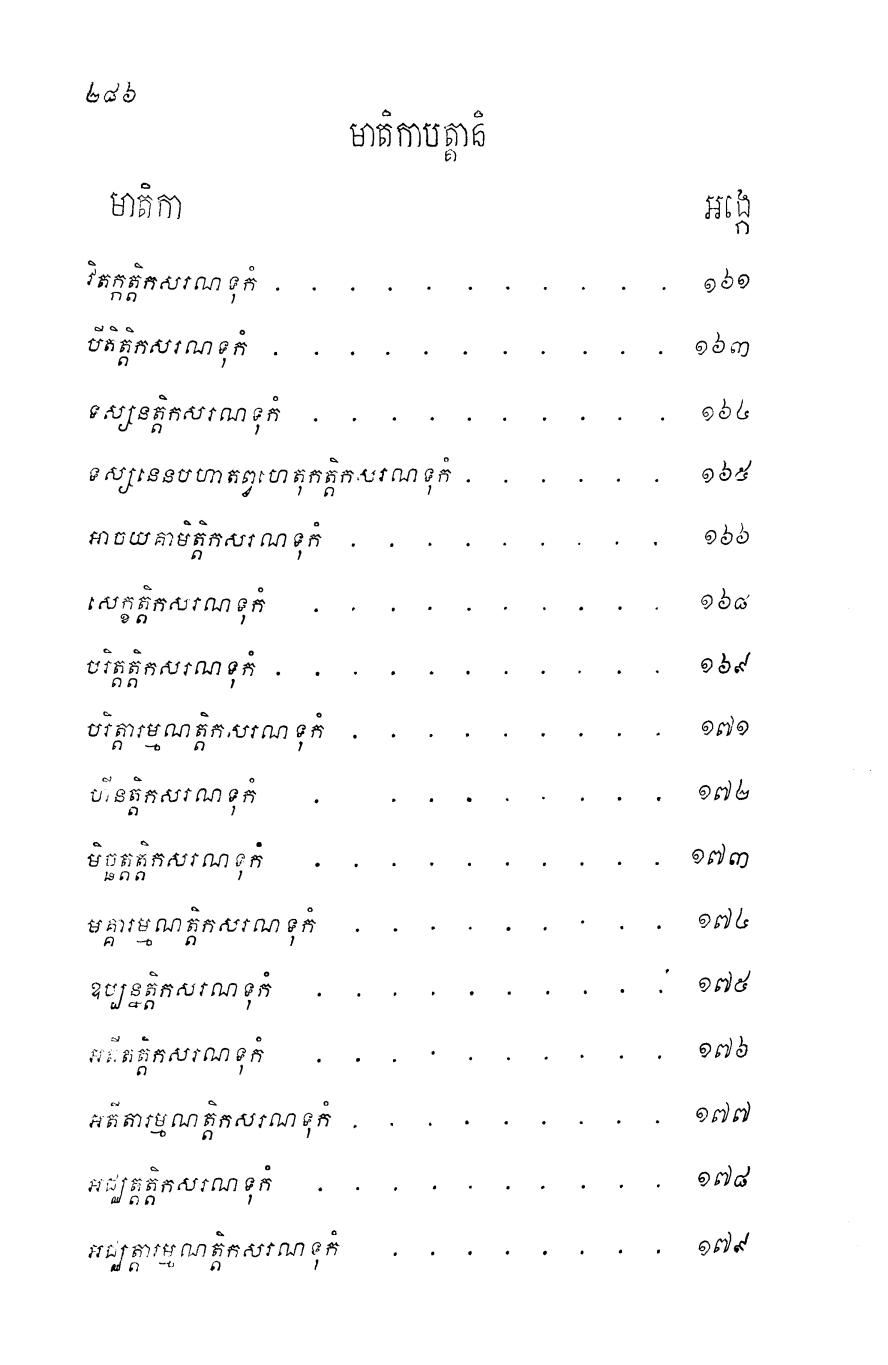 ២៨៦
មាតិកាបត្តានិ
មាតិកា អង្កេ
វិតក្កត្តិកសរណទុកំ . . . . . . . . . . . ១៦១
បីតិត្តិកសរណទុកំ . . . . . . . . . . . ១៦៣
ទស្សនត្តិកសរណទុកំ . . . . . . . . . . ១៦៤
ទស្សនេនបហាតព្វហេតុកត្តិកសរណទុកំ . . . . . . ១៦៥
អាចយគាមិត្តិកសរណទុកំ . . . . . . . . . ១៦៦
សេក្ខត្តិកសរណទុកំ . . . . . . . . . . ១៦៨
បរិត្តត្តិកសរណទុកំ . . . . . . . . . . . ១៦៩
បរិត្តារម្មណត្តិកសរណទុកំ . . . . . . . . . ១៧១
ហីនត្តិកសរណទុកំ . . . . . . . . . ១៧២
មិច្ឆត្តត្តិកសរណទុកំ . . . . . . . . . . ១៧៣
មគ្គារម្មណត្តិកសរណទុកំ . . . . . . . . . ១៧៤
ឧប្បន្នត្តិកសរណទុកំ . . . . . . . . . . ១៧៥
អតីតត្តិកសរណទុកំ . . . . . . . . . . ១៧៦
អតីតារម្មណត្តិកសរណទុកំ . . . . . . . . . ១៧៧
អជ្ឈត្តត្តិកសរណទុកំ . . . . . . . . . . ១៧៨
អជ្ឈត្តារម្មណត្តិកសរណទុកំ . . . . . . . . ១៧៩